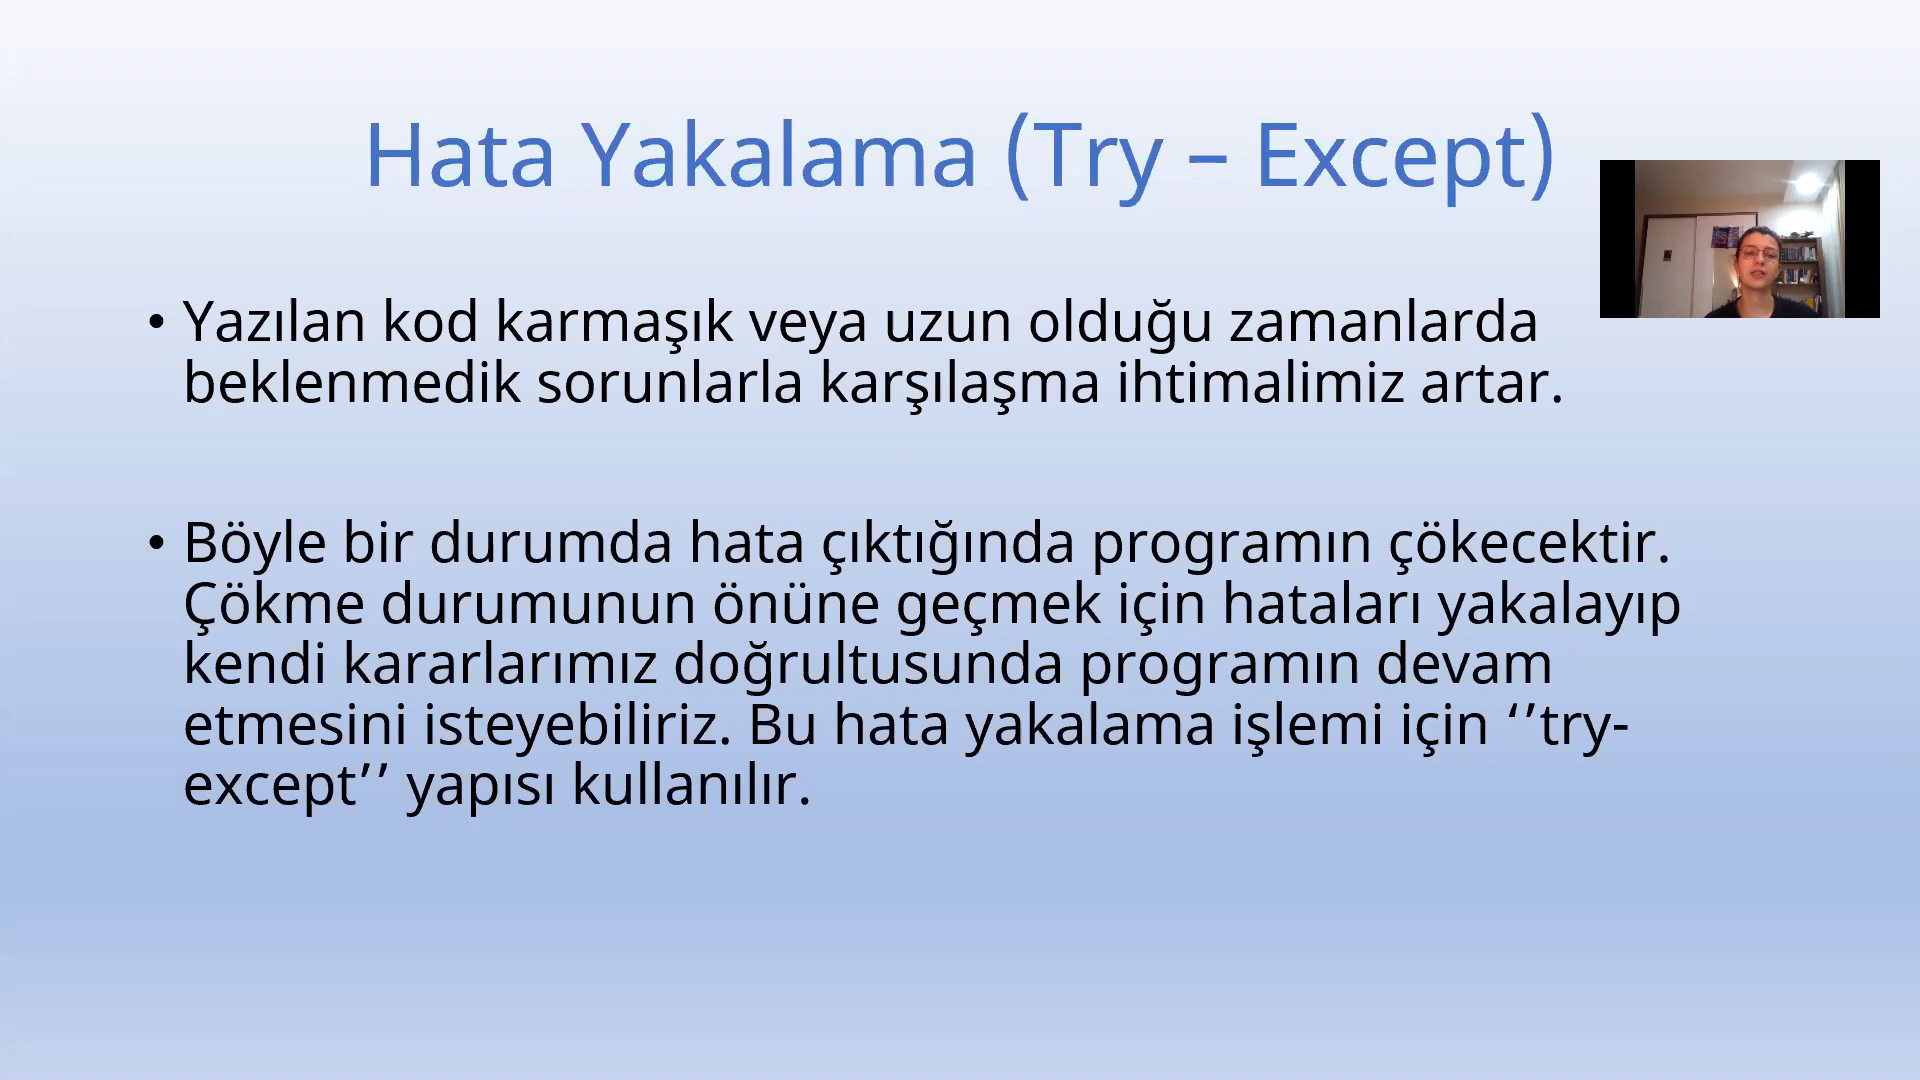 Hata Yakalama (Try – Except)
• Yazılan kod karmaşık veya uzun olduğu zamanlarda
beklenmedik sorunlarla karşılaşma ihtimalimiz artar.
• Böyle bir durumda hata çıktığında programın çökecektir.
Çökme durumunun önüne geçmek için hataları yakalayıp
kendi kararlarımız doğrultusunda programın devam
etmesini isteyebiliriz. Bu hata yakalama işlemi için ‘’try-
except’’ yapısı kullanılır.